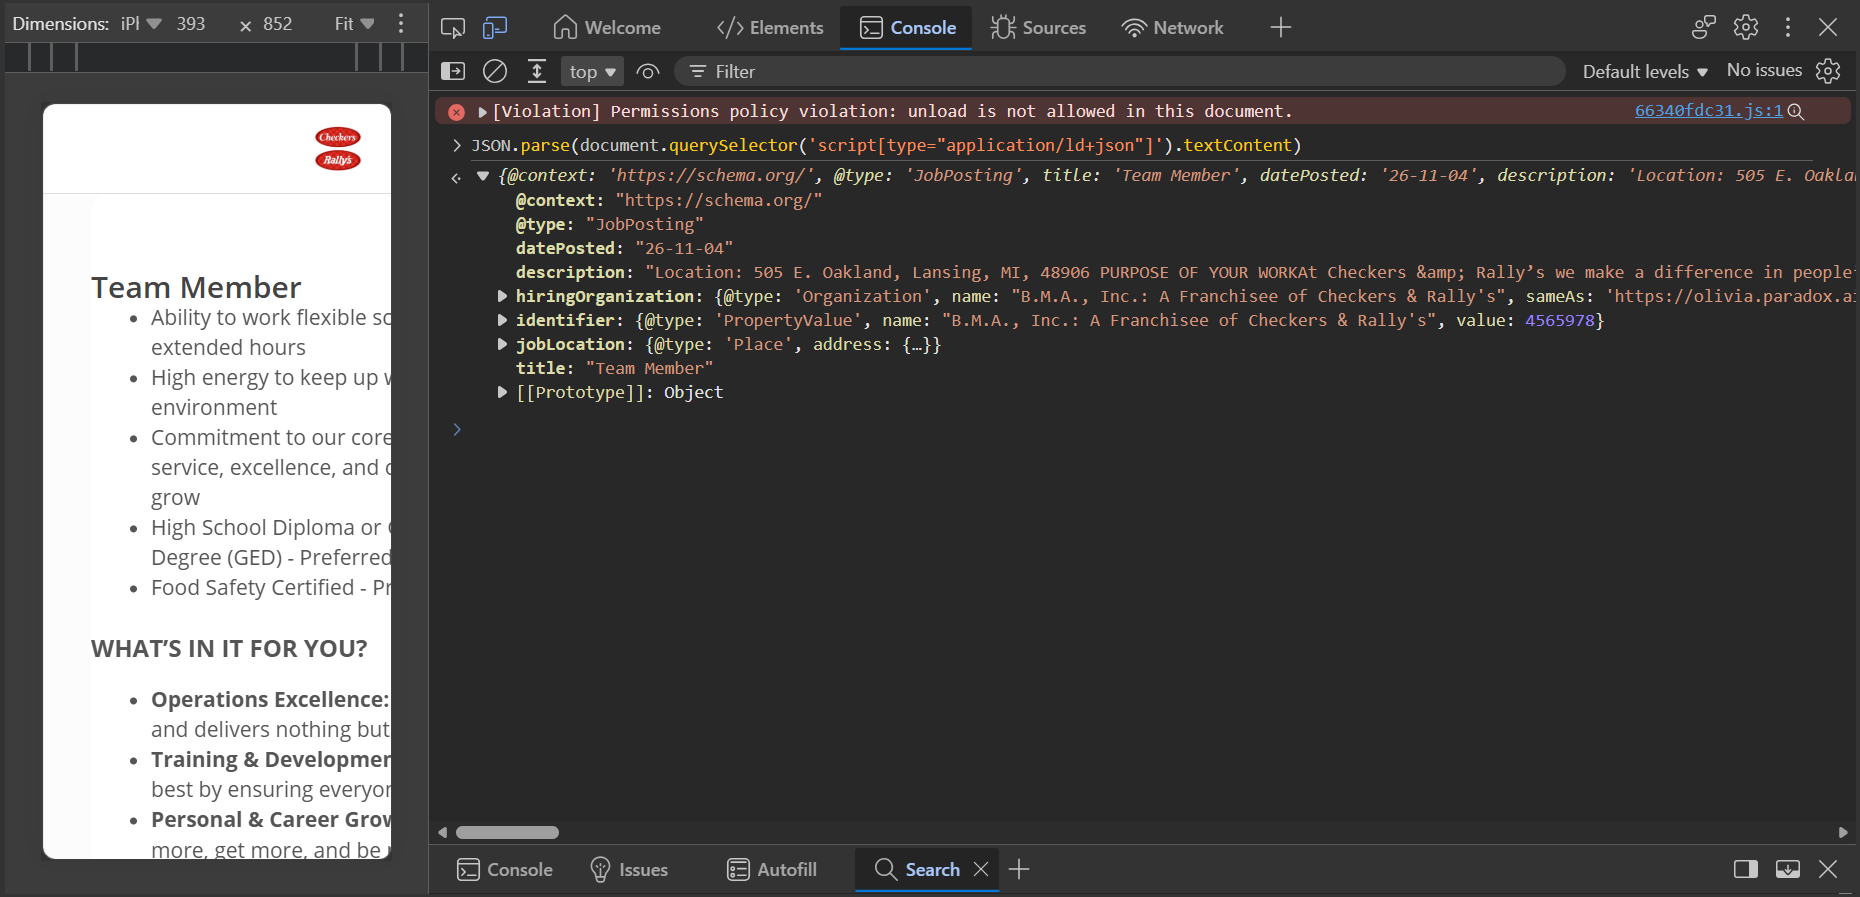 Dimensions: iPl 393 × 852 Fit
Welcome </> Elements Console Sources Network
top Filter Default levels No issues
[Violation] Permissions policy violation: unload is not allowed in this document. 66340fdc31.js:1
JSON.parse(document.querySelector('script[type="application/ld+json"]').textContent)
{@context: 'https://schema.org/', @type: 'JobPosting', title: 'Team Member', datePosted: '26-11-04', description: 'Location: 505 E. Oaklan
@context: "https://schema.org/"
@type: "JobPosting"
datePosted: "26-11-04"
description: "Location: 505 E. Oakland, Lansing, MI, 48906 PURPOSE OF YOUR WORKAt Checkers &amp; Rally’s we make a difference in people
hiringOrganization: {@type: 'Organization', name: "B.M.A., Inc.: A Franchisee of Checkers & Rally's", sameAs: 'https://olivia.paradox.ai
identifier: {@type: 'PropertyValue', name: "B.M.A., Inc.: A Franchisee of Checkers & Rally's", value: 4565978}
jobLocation: {@type: 'Place', address: {…}}
title: "Team Member"
[[Prototype]]: Object
Checkers
Rally's
Team Member
• Ability to work flexible sc
extended hours
• High energy to keep up w
environment
• Commitment to our core
service, excellence, and c
grow
• High School Diploma or
Degree (GED) - Preferred
• Food Safety Certified - Pr
WHAT’S IN IT FOR YOU?
• Operations Excellence:
and delivers nothing but
• Training & Developmen
best by ensuring everyon
• Personal & Career Grow
more, get more, and be
Console Issues Autofill Search